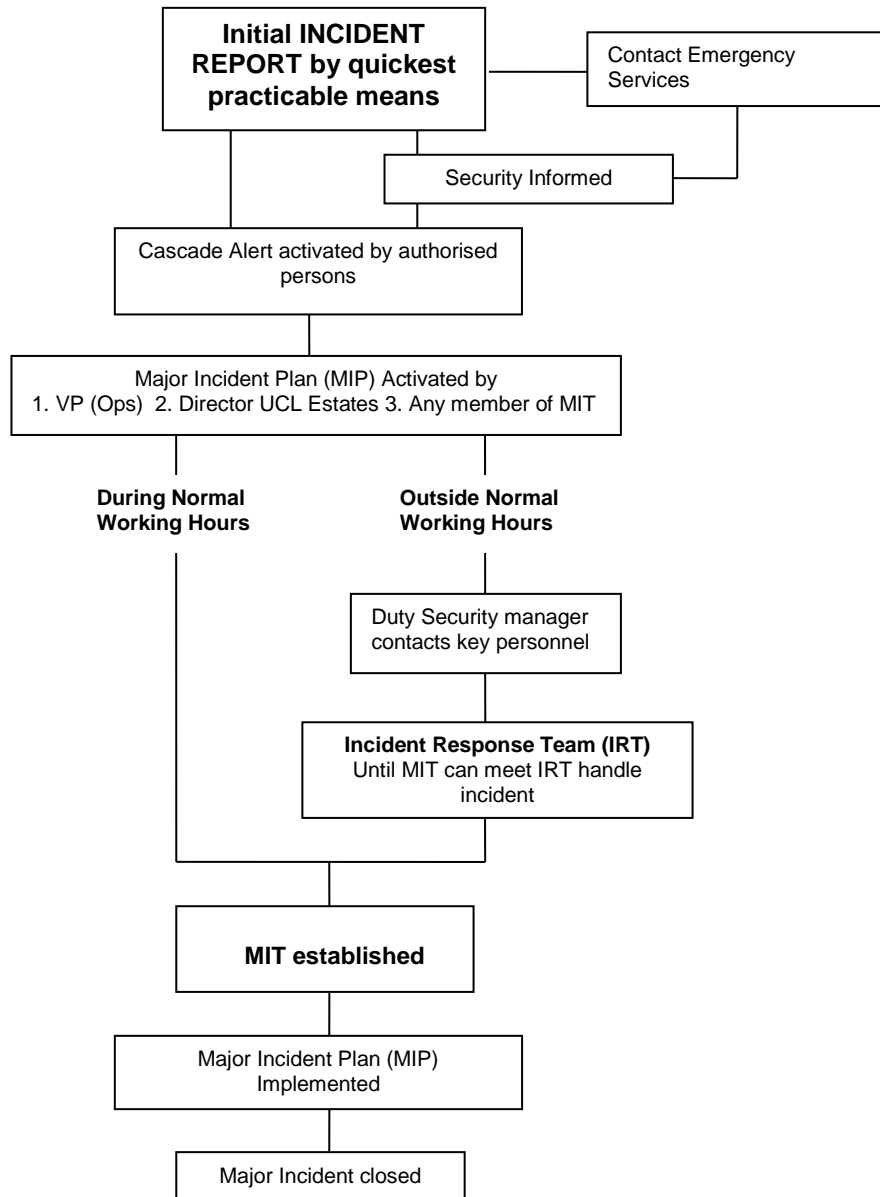 Initial INCIDENT
REPORT by quickest
practicable means
Contact Emergency
Services
Security Informed
Cascade Alert activated by authorised
persons
Major Incident Plan (MIP) Activated by
1. VP (Ops) 2. Director UCL Estates 3. Any member of MIT
During Normal
Working Hours
Outside Normal
Working Hours
Duty Security manager
contacts key personnel
Incident Response Team (IRT)
Until MIT can meet IRT handle
incident
MIT established
Major Incident Plan (MIP)
Implemented
Major Incident closed